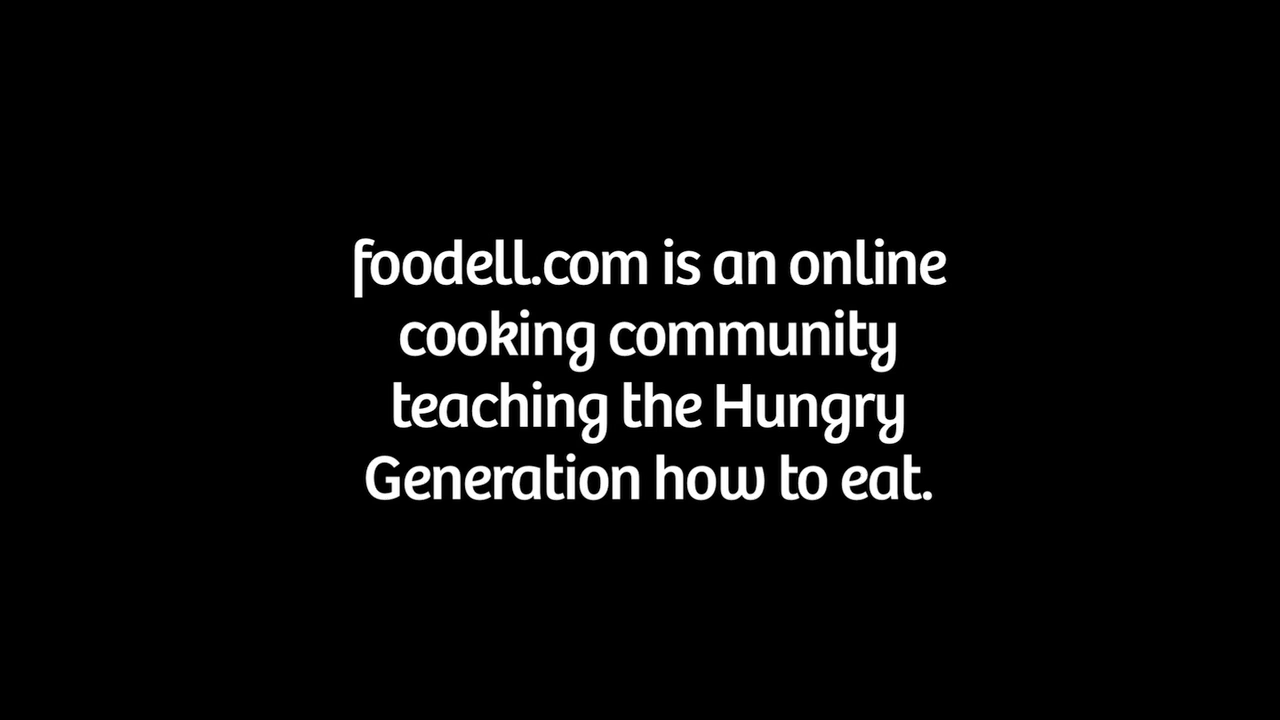 foodell.com is an online
cooking community
teaching the Hungry
Generation how to eat.